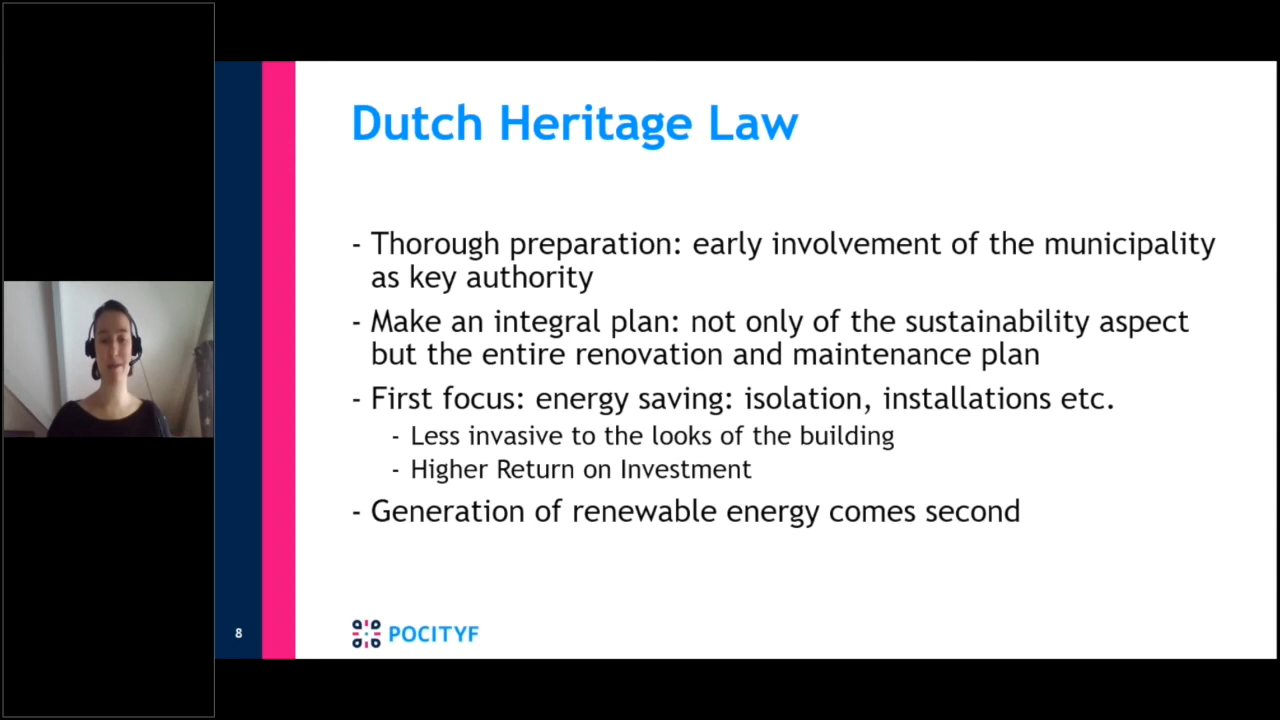 Dutch Heritage Law
- Thorough preparation: early involvement of the municipality
as key authority
- Make an integral plan: not only of the sustainability aspect
but the entire renovation and maintenance plan
- First focus: energy saving: isolation, installations etc.
- Less invasive to the looks of the building
- Higher Return on Investment
- Generation of renewable energy comes second
8
POCITYF